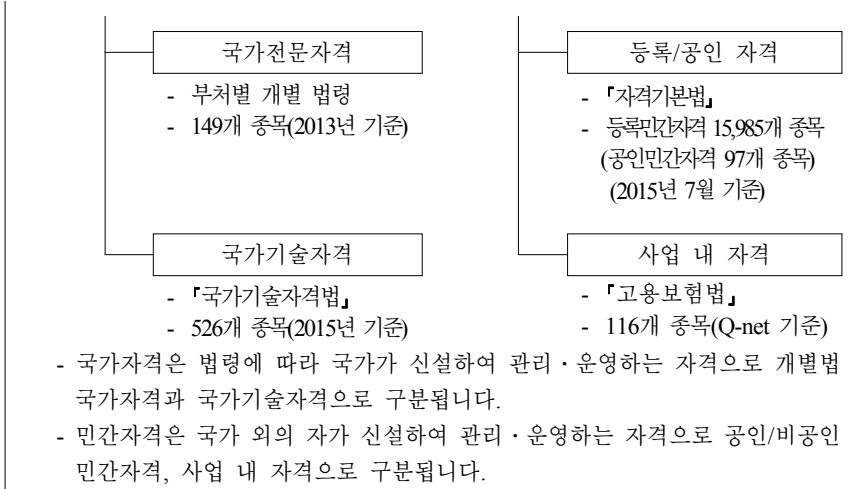 국가전문자격
- 부처별 개별 법령
- 149개 종목(2013년 기준)
등록/공인 자격
- 『자격기본법』
- 등록민간자격 15,985개 종목
(공인민간자격 97개 종목)
(2015년 7월 기준)
국가기술자격
- 『국가기술자격법』
- 526개 종목(2015년 기준)
사업 내 자격
- 『고용보험법』
- 116개 종목(Q-net 기준)
- 국가자격은 법령에 따라 국가가 신설하여 관리・운영하는 자격으로 개별법
국가자격과 국가기술자격으로 구분됩니다.
- 민간자격은 국가 외의 자가 신설하여 관리・운영하는 자격으로 공인/비공인
민간자격, 사업 내 자격으로 구분됩니다.